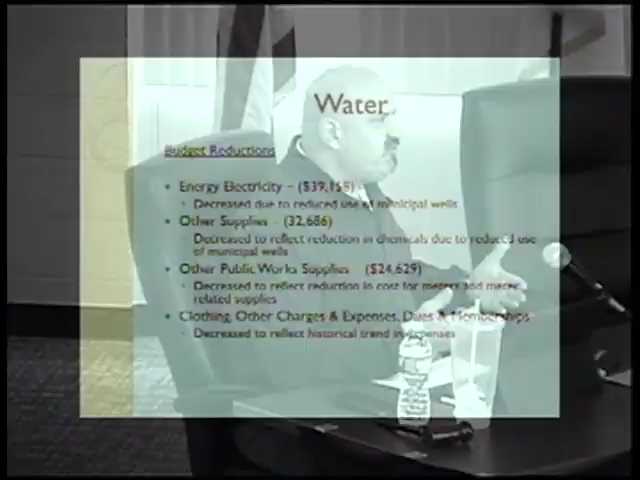 Water
Budget Reductions
• Energy Electricity – ($39,158)
• Decreased due to reduced use of municipal wells
• Other Supplies - (32,686)
Decreased to reflect reduction in chemicals due to reduced use
of municipal wells
• Other Public Works Supplies ($24,629)
• Decreased to reflect reduction in cost for meters and meter
related supplies
• Clothing, Other Charges & Expenses, Dues & Memberships
• Decreased to reflect historical trend in expenses